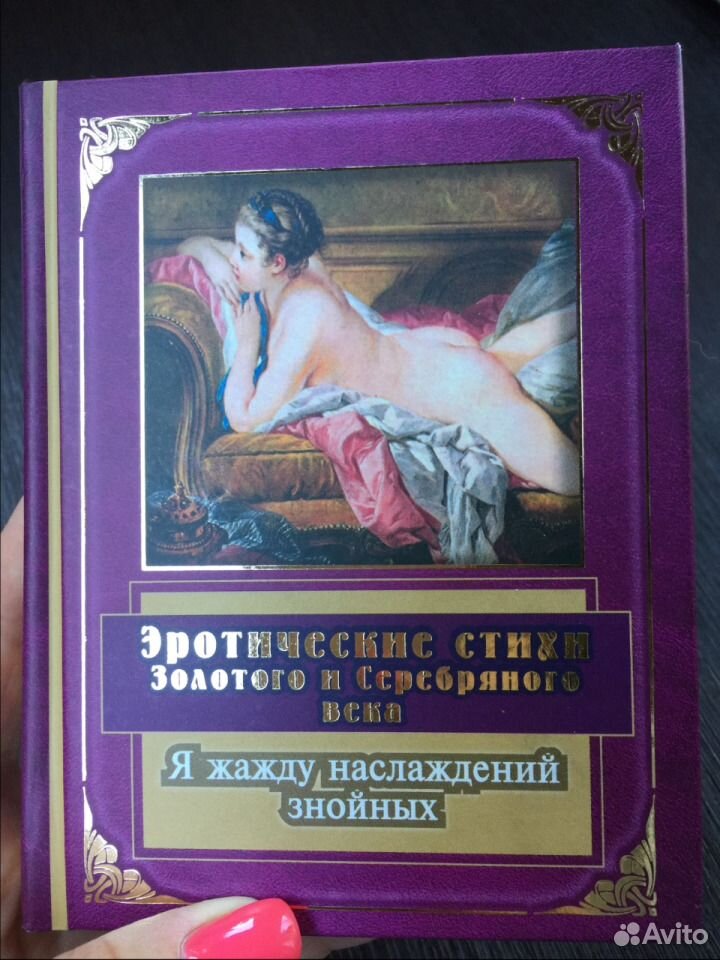 Эротические стихи
Золотого и Серебряного
века
Я жажду наслаждений
знойных
Avito